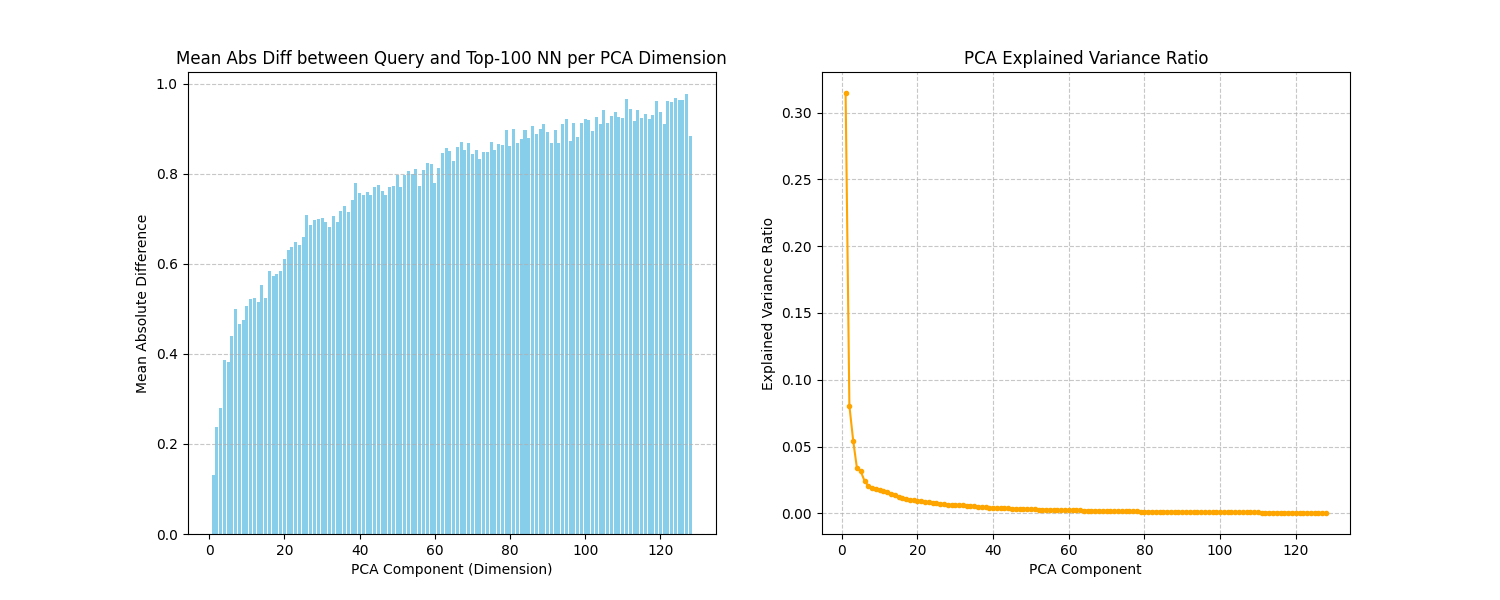 Mean Abs Diff between Query and Top-100 NN per PCA Dimension
Mean Absolute Difference
1.0
0.8
0.6
0.4
0.2
0.0
0 20 40 60 80 100 120
PCA Component (Dimension)
PCA Explained Variance Ratio
Explained Variance Ratio
0.30
0.25
0.20
0.15
0.10
0.05
0.00
0 20 40 60 80 100 120
PCA Component